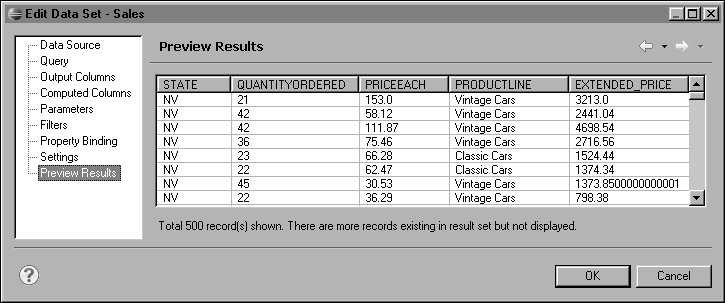 Edit Data Set - Sales
Data Source
Query
Output Columns
Computed Columns
Parameters
Filters
Property Binding
Settings
Preview Results
Preview Results
STATE QUANTITYORDERED PRICEEACH PRODUCTLINE EXTENDED_PRICE
NV 21 153.0 Vintage Cars 3213.0
NV 42 58.12 Vintage Cars 2441.04
NV 42 111.87 Vintage Cars 4698.54
NV 36 75.46 Vintage Cars 2716.56
NV 23 66.28 Classic Cars 1524.44
NV 22 62.47 Classic Cars 1374.34
NV 45 30.53 Vintage Cars 1373.8500000000001
NV 22 36.29 Vintage Cars 798.38
Total 500 record(s) shown. There are more records existing in result set but not displayed.
?
OK Cancel